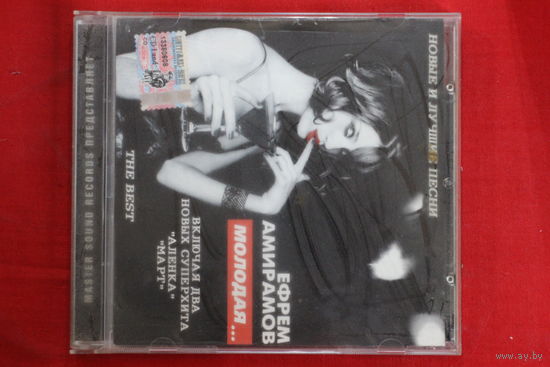 MASTER SOUND RECORDS ПРЕДСТАВЛЯЕТ
НОВЫЕ И ЛУЧШИЕ ПЕСНИ
THE BEST
ЕФРЕМ
АМИРАМОВ
МОЛОДАЯ...
ВКЛЮЧАЯ ДВА
НОВЫХ СУПЕРХИТА
"АЛЕНКА"
"МАРТ"
www.ay.by